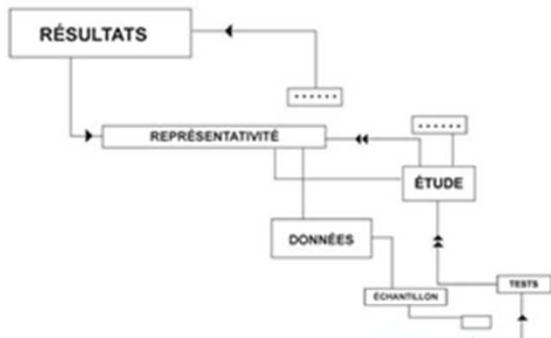 RÉSULTATS
••••••
REPRÉSENTATIVITÉ
••••••
ÉTUDE
DONNÉES
TESTS
ÉCHANTILLON